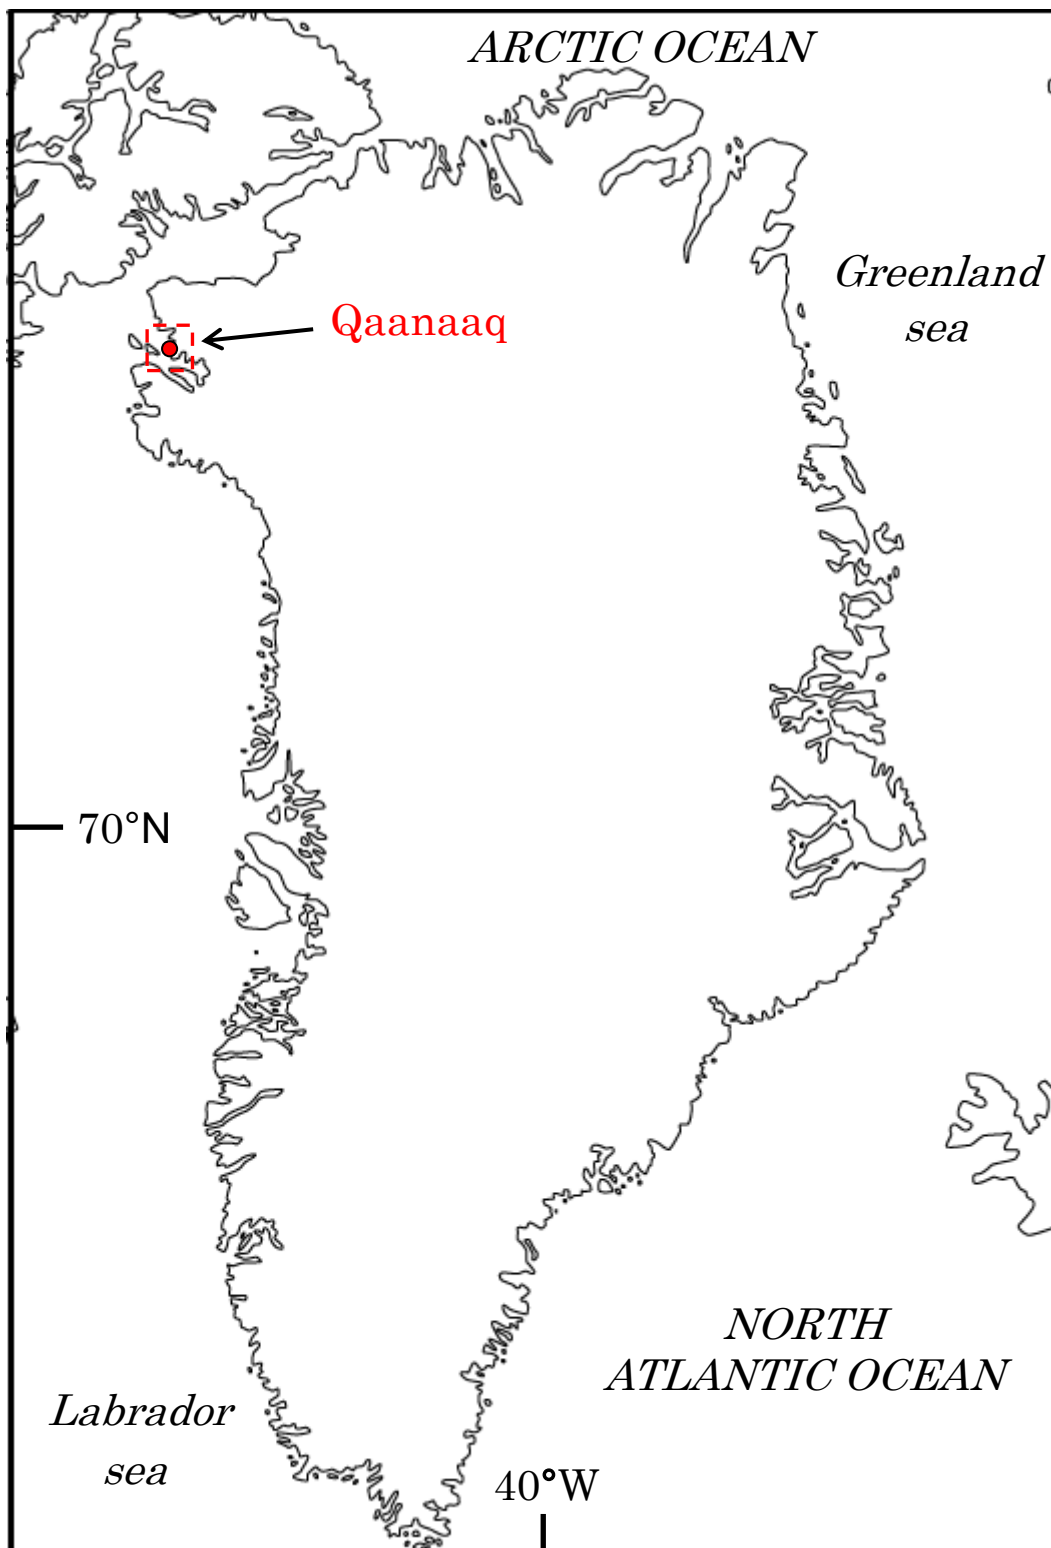 ARCTIC OCEAN
Greenland
sea
Qaanaaq
70°N
NORTH
ATLANTIC OCEAN
Labrador
sea
40°W